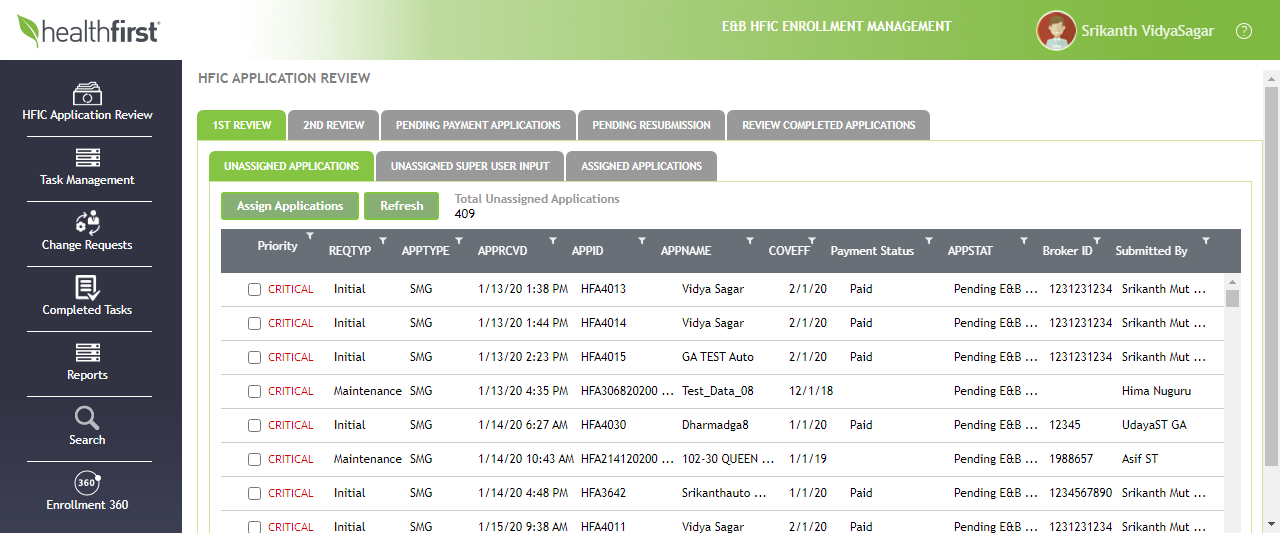 healthfirst
E&B HFIC ENROLLMENT MANAGEMENT
Srikanth VidyaSagar
?
HFIC Application Review
Task Management
Change Requests
Completed Tasks
Reports
Search
360°
Enrollment 360
HFIC APPLICATION REVIEW
1ST REVIEW 2ND REVIEW PENDING PAYMENT APPLICATIONS PENDING RESUBMISSION REVIEW COMPLETED APPLICATIONS
UNASSIGNED APPLICATIONS UNASSIGNED SUPER USER INPUT ASSIGNED APPLICATIONS
Assign Applications Refresh Total Unassigned Applications
409
Priority REQTYP APPTYPE APPRCVD APPID APPNAME COVEFF Payment Status APPSTAT Broker ID Submitted By
CRITICAL Initial SMG 1/13/20 1:38 PM HFA4013 Vidya Sagar 2/1/20 Paid Pending E&B ... 1231231234 Srikanth Mut ...
CRITICAL Initial SMG 1/13/20 1:44 PM HFA4014 Vidya Sagar 2/1/20 Paid Pending E&B ... 1231231234 Srikanth Mut ...
CRITICAL Initial SMG 1/13/20 2:23 PM HFA4015 GA TEST Auto 2/1/20 Paid Pending E&B ... 1231231234 Srikanth Mut ...
CRITICAL Maintenance SMG 1/13/20 4:35 PM HFA306820200 ... Test_Data_08 12/1/18 Pending E&B ... Hima Nuguru
CRITICAL Initial SMG 1/14/20 6:27 AM HFA4030 Dharmadga8 1/1/20 Paid Pending E&B ... 12345 UdayaST GA
CRITICAL Maintenance SMG 1/14/20 10:43 AM HFA214120200 ... 102-30 QUEEN ... 1/1/19 Pending E&B ... 1988657 Asif ST
CRITICAL Initial SMG 1/14/20 4:48 PM HFA3642 Srikanthauto ... 1/1/20 Paid Pending E&B ... 1234567890 Srikanth Mut ...
CRITICAL Initial SMG 1/15/20 9:38 AM HFA4011 Vidya Sagar 2/1/20 Paid Pending E&B ... 1231231234 Srikanth Mut ...